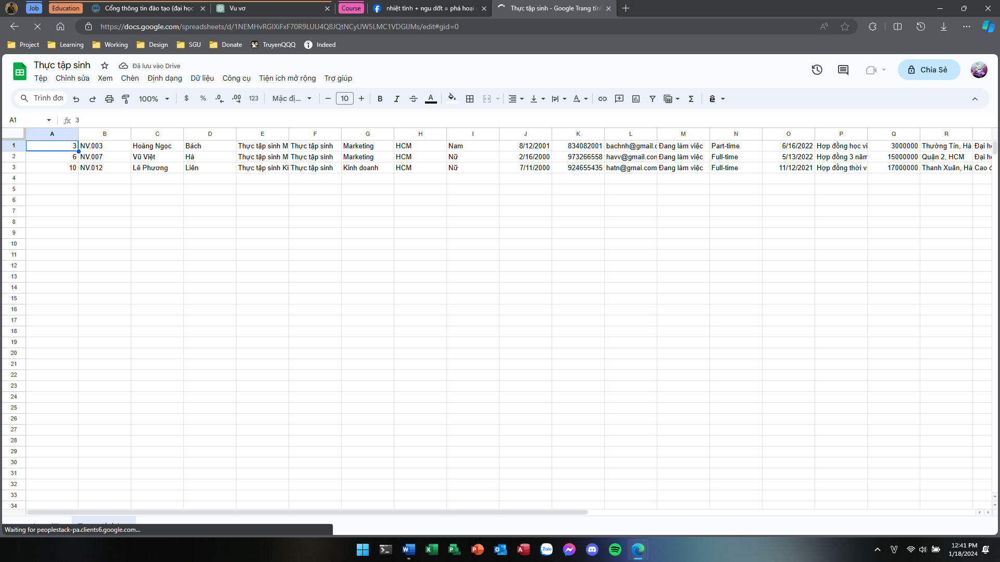 Job Education Cổng thông tin đào tạo (đại học Vu vơ Course nhiệt tình + ngu dốt = phá hoại Thực tập sinh - Google Trang tín
https://docs.google.com/spreadsheets/d/1NEMHvRGIXiFxF70R9LUU4Q8JQtNCyUW5LMC1VDGIJMs/edit#gid=0
Project Learning Working Design SGU Donate TruyenQQQ Indeed
Thực tập sinh Đã lưu vào Drive
Chia Sẻ
Tệp Chỉnh sửa Xem Chèn Định dạng Dữ liệu Công cụ Tiện ích mở rộng Trợ giúp
Trình đơn 100% $ % .0 .00 123 Mặc đị... 10 B I S A Σ ê
A1 fx 3
A B C D E F G H I J K L M N O P Q R
1 3 NV.003 Hoàng Ngọc Bách Thực tập sinh M Thực tập sinh Marketing HCM Nam 8/12/2001 834082001 bachnh@gmail.c Đang làm việc Part-time 6/16/2022 Hợp đồng học vi 3000000 Thường Tín, Hà Đại h
2 6 NV.007 Vũ Việt Hà Thực tập sinh M Thực tập sinh Marketing HCM Nữ 2/16/2000 973266558 havv@gmail.con Đang làm việc Full-time 5/13/2022 Hợp đồng 3 năm 15000000 Quận 2, HCM Đại h
3 10 NV.012 Lê Phương Liên Thực tập sinh Ki Thực tập sinh Kinh doanh HCM Nữ 7/11/2000 924655435 hatn@gmai.com Đang làm việc Full-time 11/12/2021 Hợp đồng thời v 17000000 Thanh Xuân, Hà Cao đ
4
5
6
7
8
9
10
11
12
13
14
15
16
17
18
19
20
21
22
23
24
25
26
27
28
29
30
31
32
33
34
Waiting for peoplestack-pa.clients6.google.com...
Zalo
12:41 PM
1/18/2024